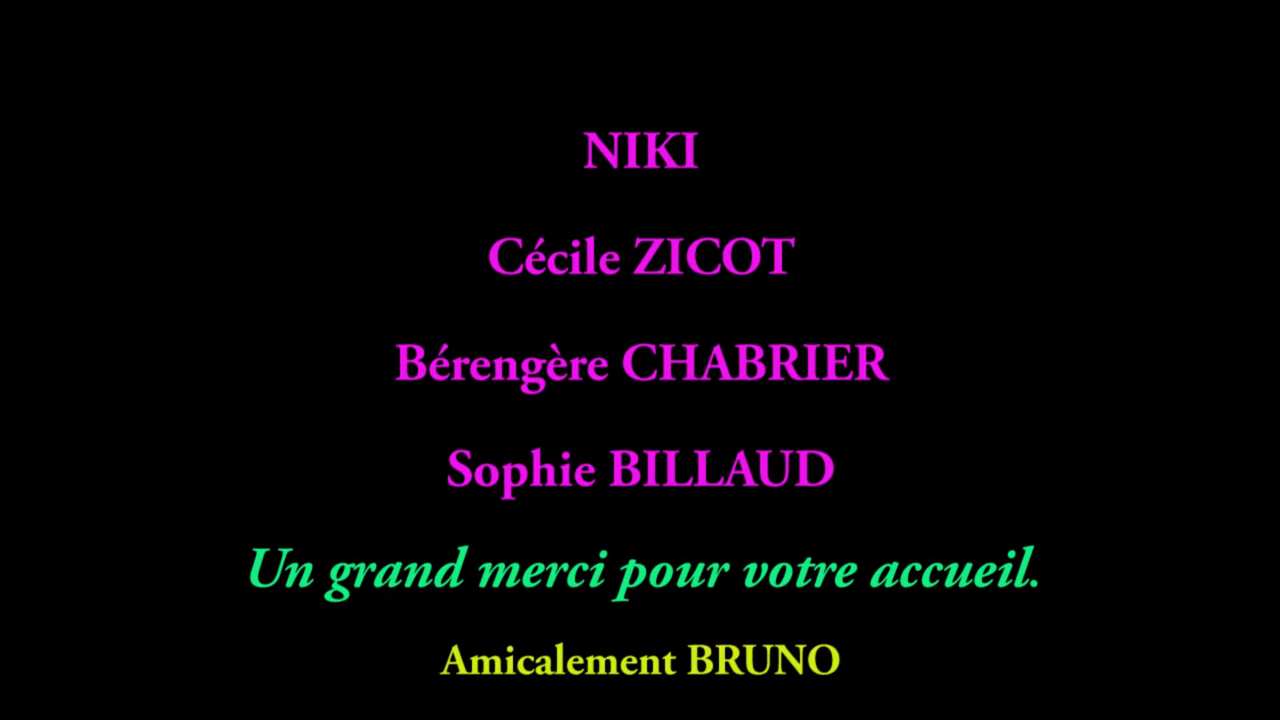 NIKI
Cécile ZICOT
Bérengère CHABRIER
Sophie BILLAUD
Un grand merci pour votre accueil.
Amicalement BRUNO